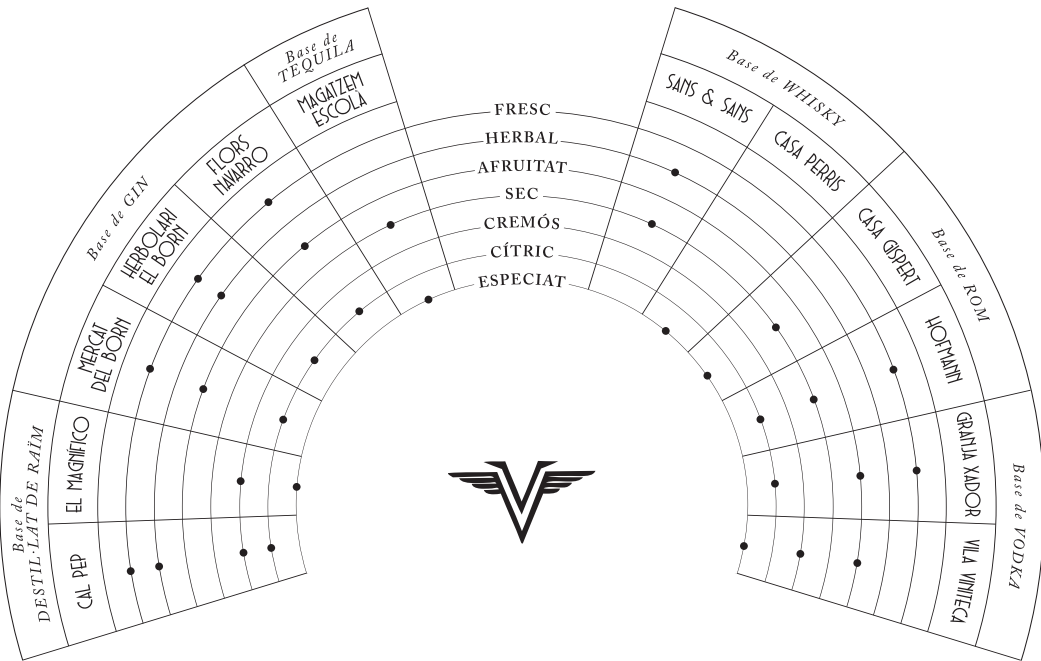 Base de
TEQUILA
MAGATZEM
ESCOLÀ
FLORS
NAVARRO
Base de GIN
HERBOLARI
EL BORN
MERCAT
DEL BORN
EL MAGNÍFICO
Base de
DESTIL·LAT DE RAÏM
CAL PEP
FRESC
HERBAL
AFRUITAT
SEC
CREMÓS
CÍTRIC
ESPECIAT
Base de WHISKY
SANS & SANS
CASA PERRIS
Base de ROM
CASA GISPERT
HOFMANN
Base de VODKA
GRANJA XADOR
VILA VINITECA